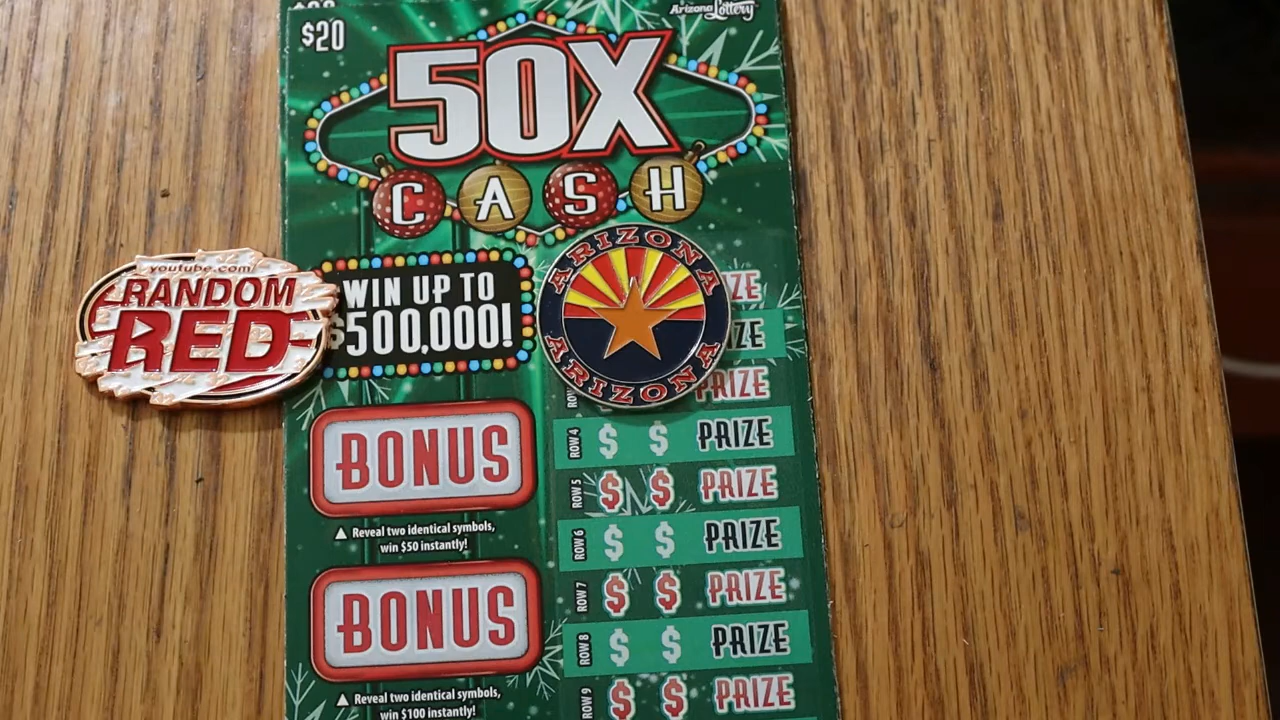 $20
Arizona Lottery
50X
CASH
youtube.com/
RANDOM
RED
WIN UP TO
$500,000!
ARIZONA
ARIZONA
PRIZE
BONUS
▲ Reveal two identical symbols,
win $50 instantly!
BONUS
▲ Reveal two identical symbols,
win $100 instantly!
ROW 4 $ $ PRIZE
ROW 5 $ $ PRIZE
ROW 6 $ $ PRIZE
ROW 7 $ $ PRIZE
ROW 8 $ $ PRIZE
ROW 9 $ $ PRIZE